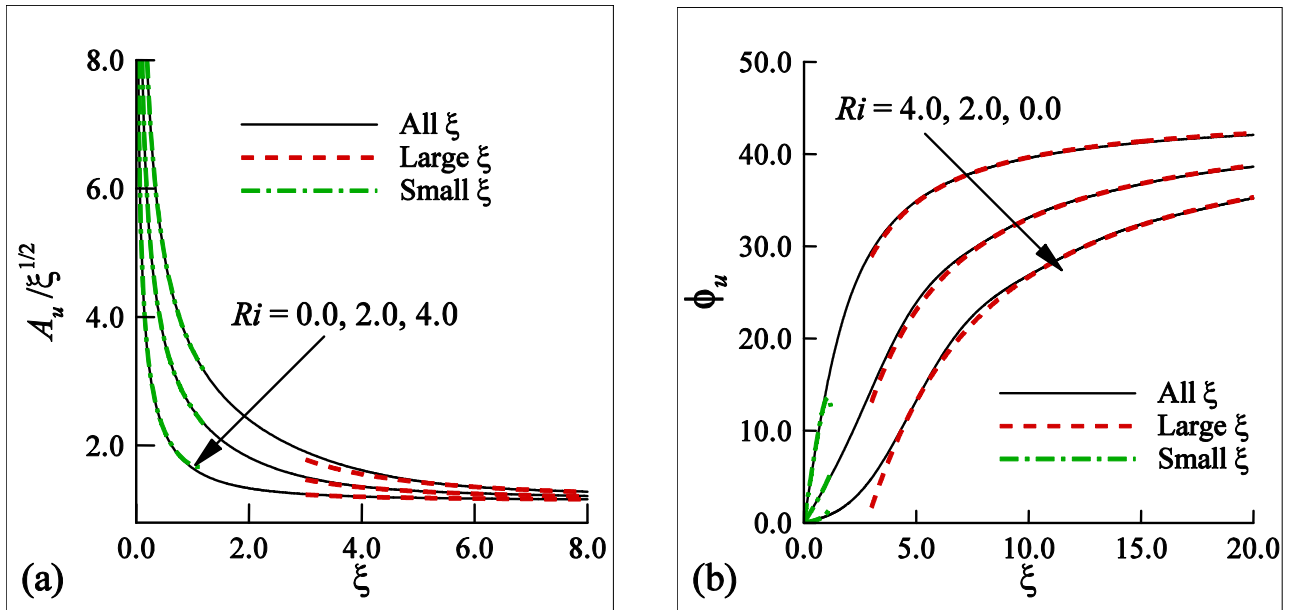 8.0
6.0
4.0
2.0
A_u /ξ^{1/2}
All ξ
Large ξ
Small ξ
Ri = 0.0, 2.0, 4.0
0.0 2.0 4.0 6.0 8.0
ξ
(a)
50.0
40.0
30.0
20.0
10.0
0.0
ϕ_u
Ri = 4.0, 2.0, 0.0
All ξ
Large ξ
Small ξ
0.0 5.0 10.0 15.0 20.0
ξ
(b)